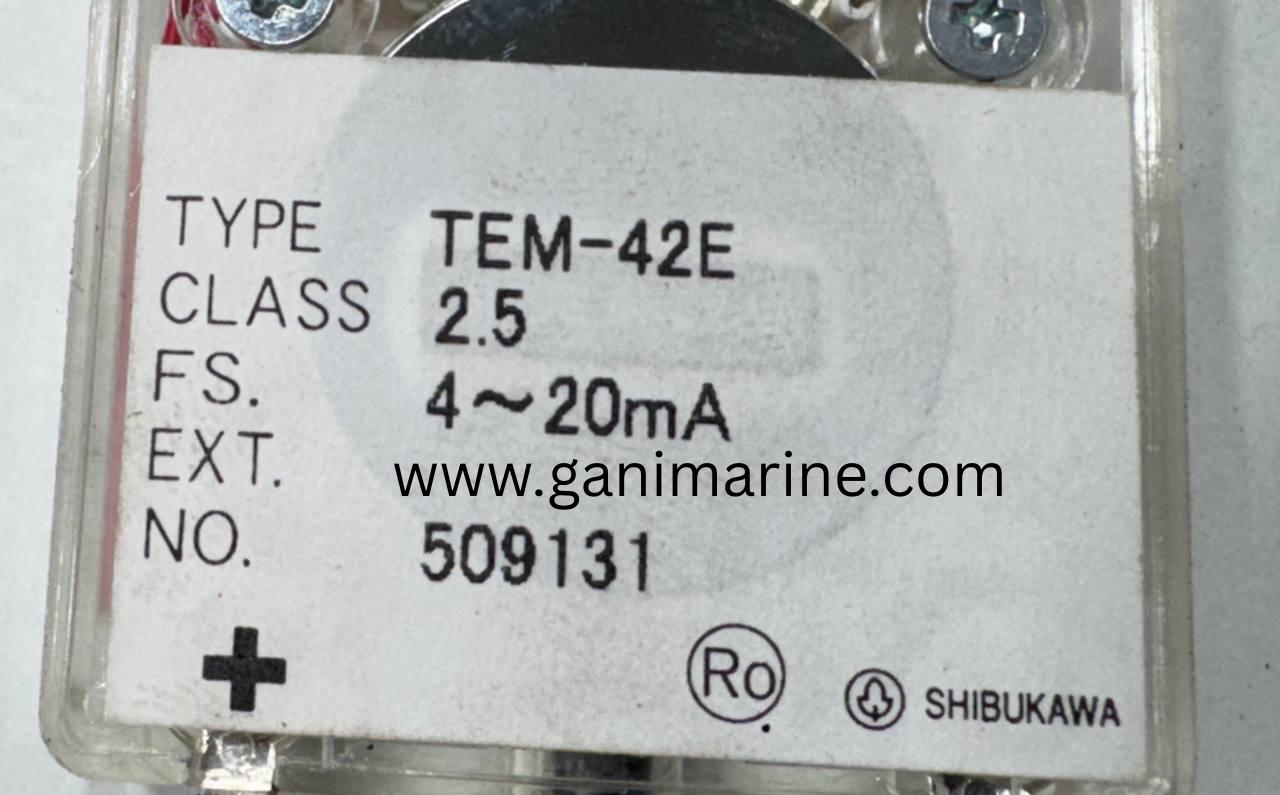 TYPE TEM-42E
CLASS 2.5
FS. 4～20mA
EXT.
www.ganimarine.com
NO. 509131
+
Ro
SHIBUKAWA